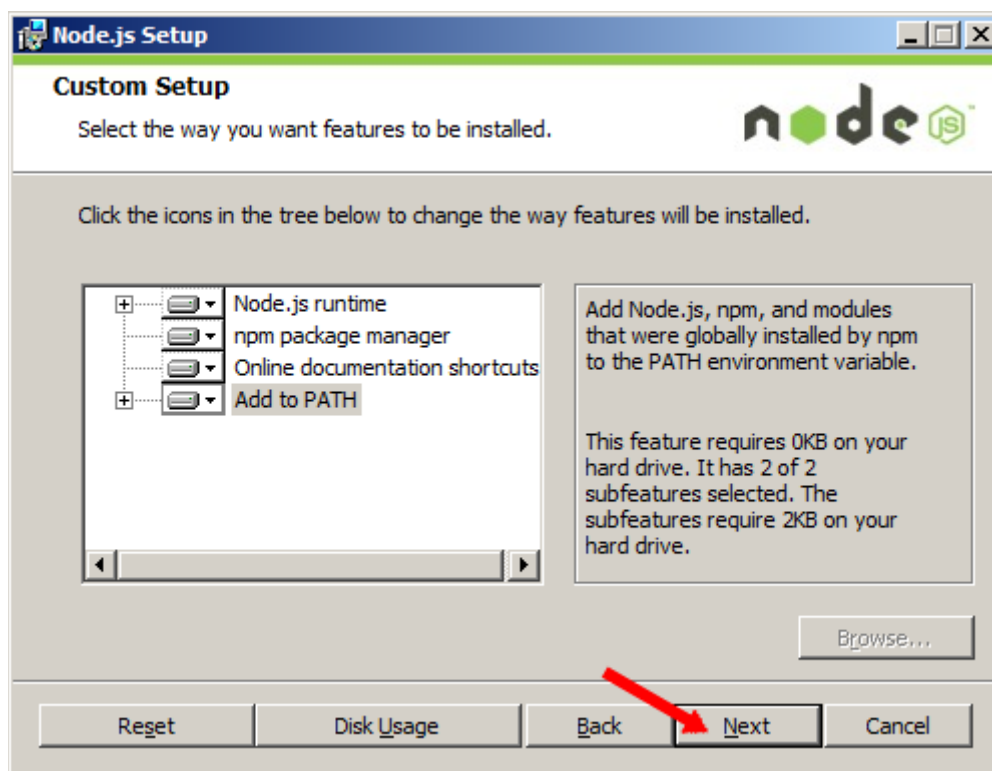 Node.js Setup
Custom Setup
Select the way you want features to be installed.
node JS
Click the icons in the tree below to change the way features will be installed.
Node.js runtime
npm package manager
Online documentation shortcuts
Add to PATH
Add Node.js, npm, and modules
that were globally installed by npm
to the PATH environment variable.
This feature requires 0KB on your
hard drive. It has 2 of 2
subfeatures selected. The
subfeatures require 2KB on your
hard drive.
Browse...
Reset Disk Usage Back Next Cancel